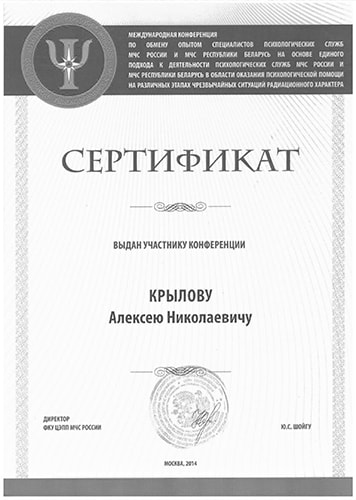 МЕЖДУНАРОДНАЯ КОНФЕРЕНЦИЯ
ПО ОБМЕНУ ОПЫТОМ СПЕЦИАЛИСТОВ ПСИХОЛОГИЧЕСКИХ СЛУЖБ
МЧС РОССИИ И МЧС РЕСПУБЛИКИ БЕЛАРУСЬ НА ОСНОВЕ ЕДИНОГО
ПОДХОДА К ДЕЯТЕЛЬНОСТИ ПСИХОЛОГИЧЕСКИХ СЛУЖБ МЧС РОССИИ И
МЧС РЕСПУБЛИКИ БЕЛАРУСЬ В ОБЛАСТИ ОКАЗАНИЯ ПСИХОЛОГИЧЕСКОЙ ПОМОЩИ
НА РАЗЛИЧНЫХ ЭТАПАХ ЧРЕЗВЫЧАЙНЫХ СИТУАЦИЙ РАДИАЦИОННОГО ХАРАКТЕРА
СЕРТИФИКАТ
ВЫДАН УЧАСТНИКУ КОНФЕРЕНЦИИ
КРЫЛОВУ
Алексею Николаевичу
ДИРЕКТОР
ФКУ ЦЭПП МЧС РОССИИ
Ю.С. ШОЙГУ
МОСКВА, 2014